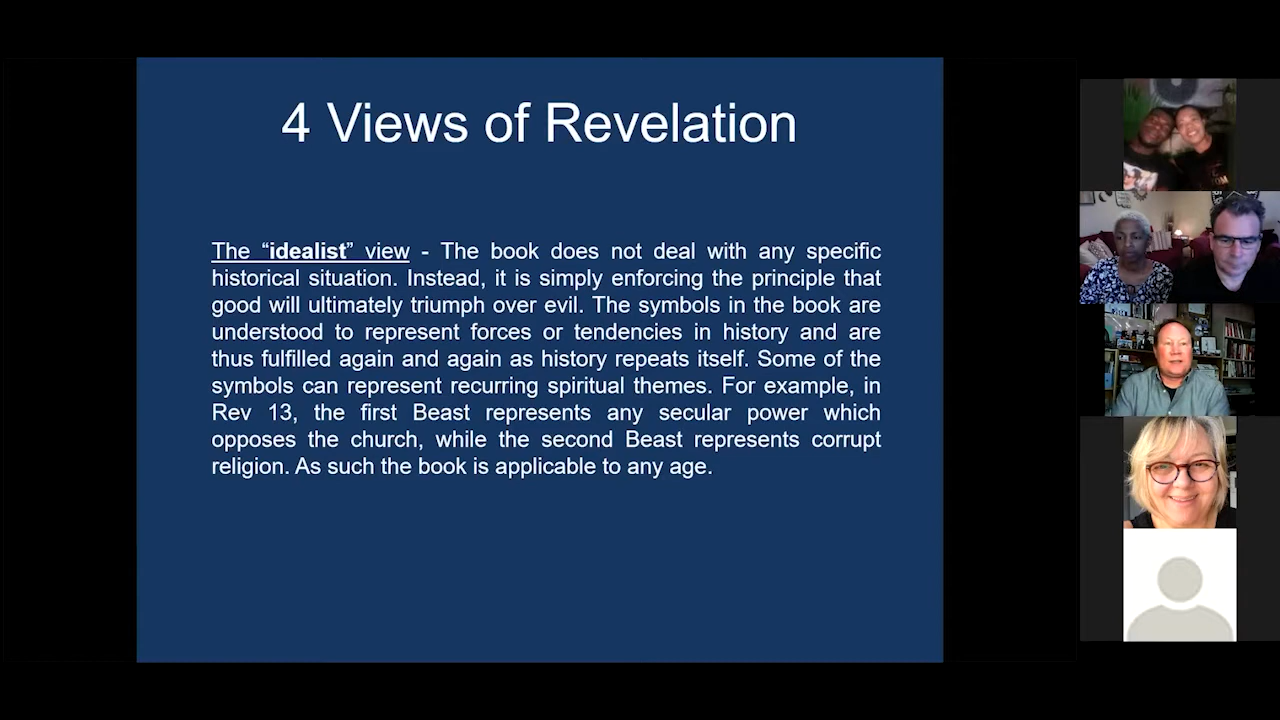 4 Views of Revelation
The “idealist” view - The book does not deal with any specific
historical situation. Instead, it is simply enforcing the principle that
good will ultimately triumph over evil. The symbols in the book are
understood to represent forces or tendencies in history and are
thus fulfilled again and again as history repeats itself. Some of the
symbols can represent recurring spiritual themes. For example, in
Rev 13, the first Beast represents any secular power which
opposes the church, while the second Beast represents corrupt
religion. As such the book is applicable to any age.